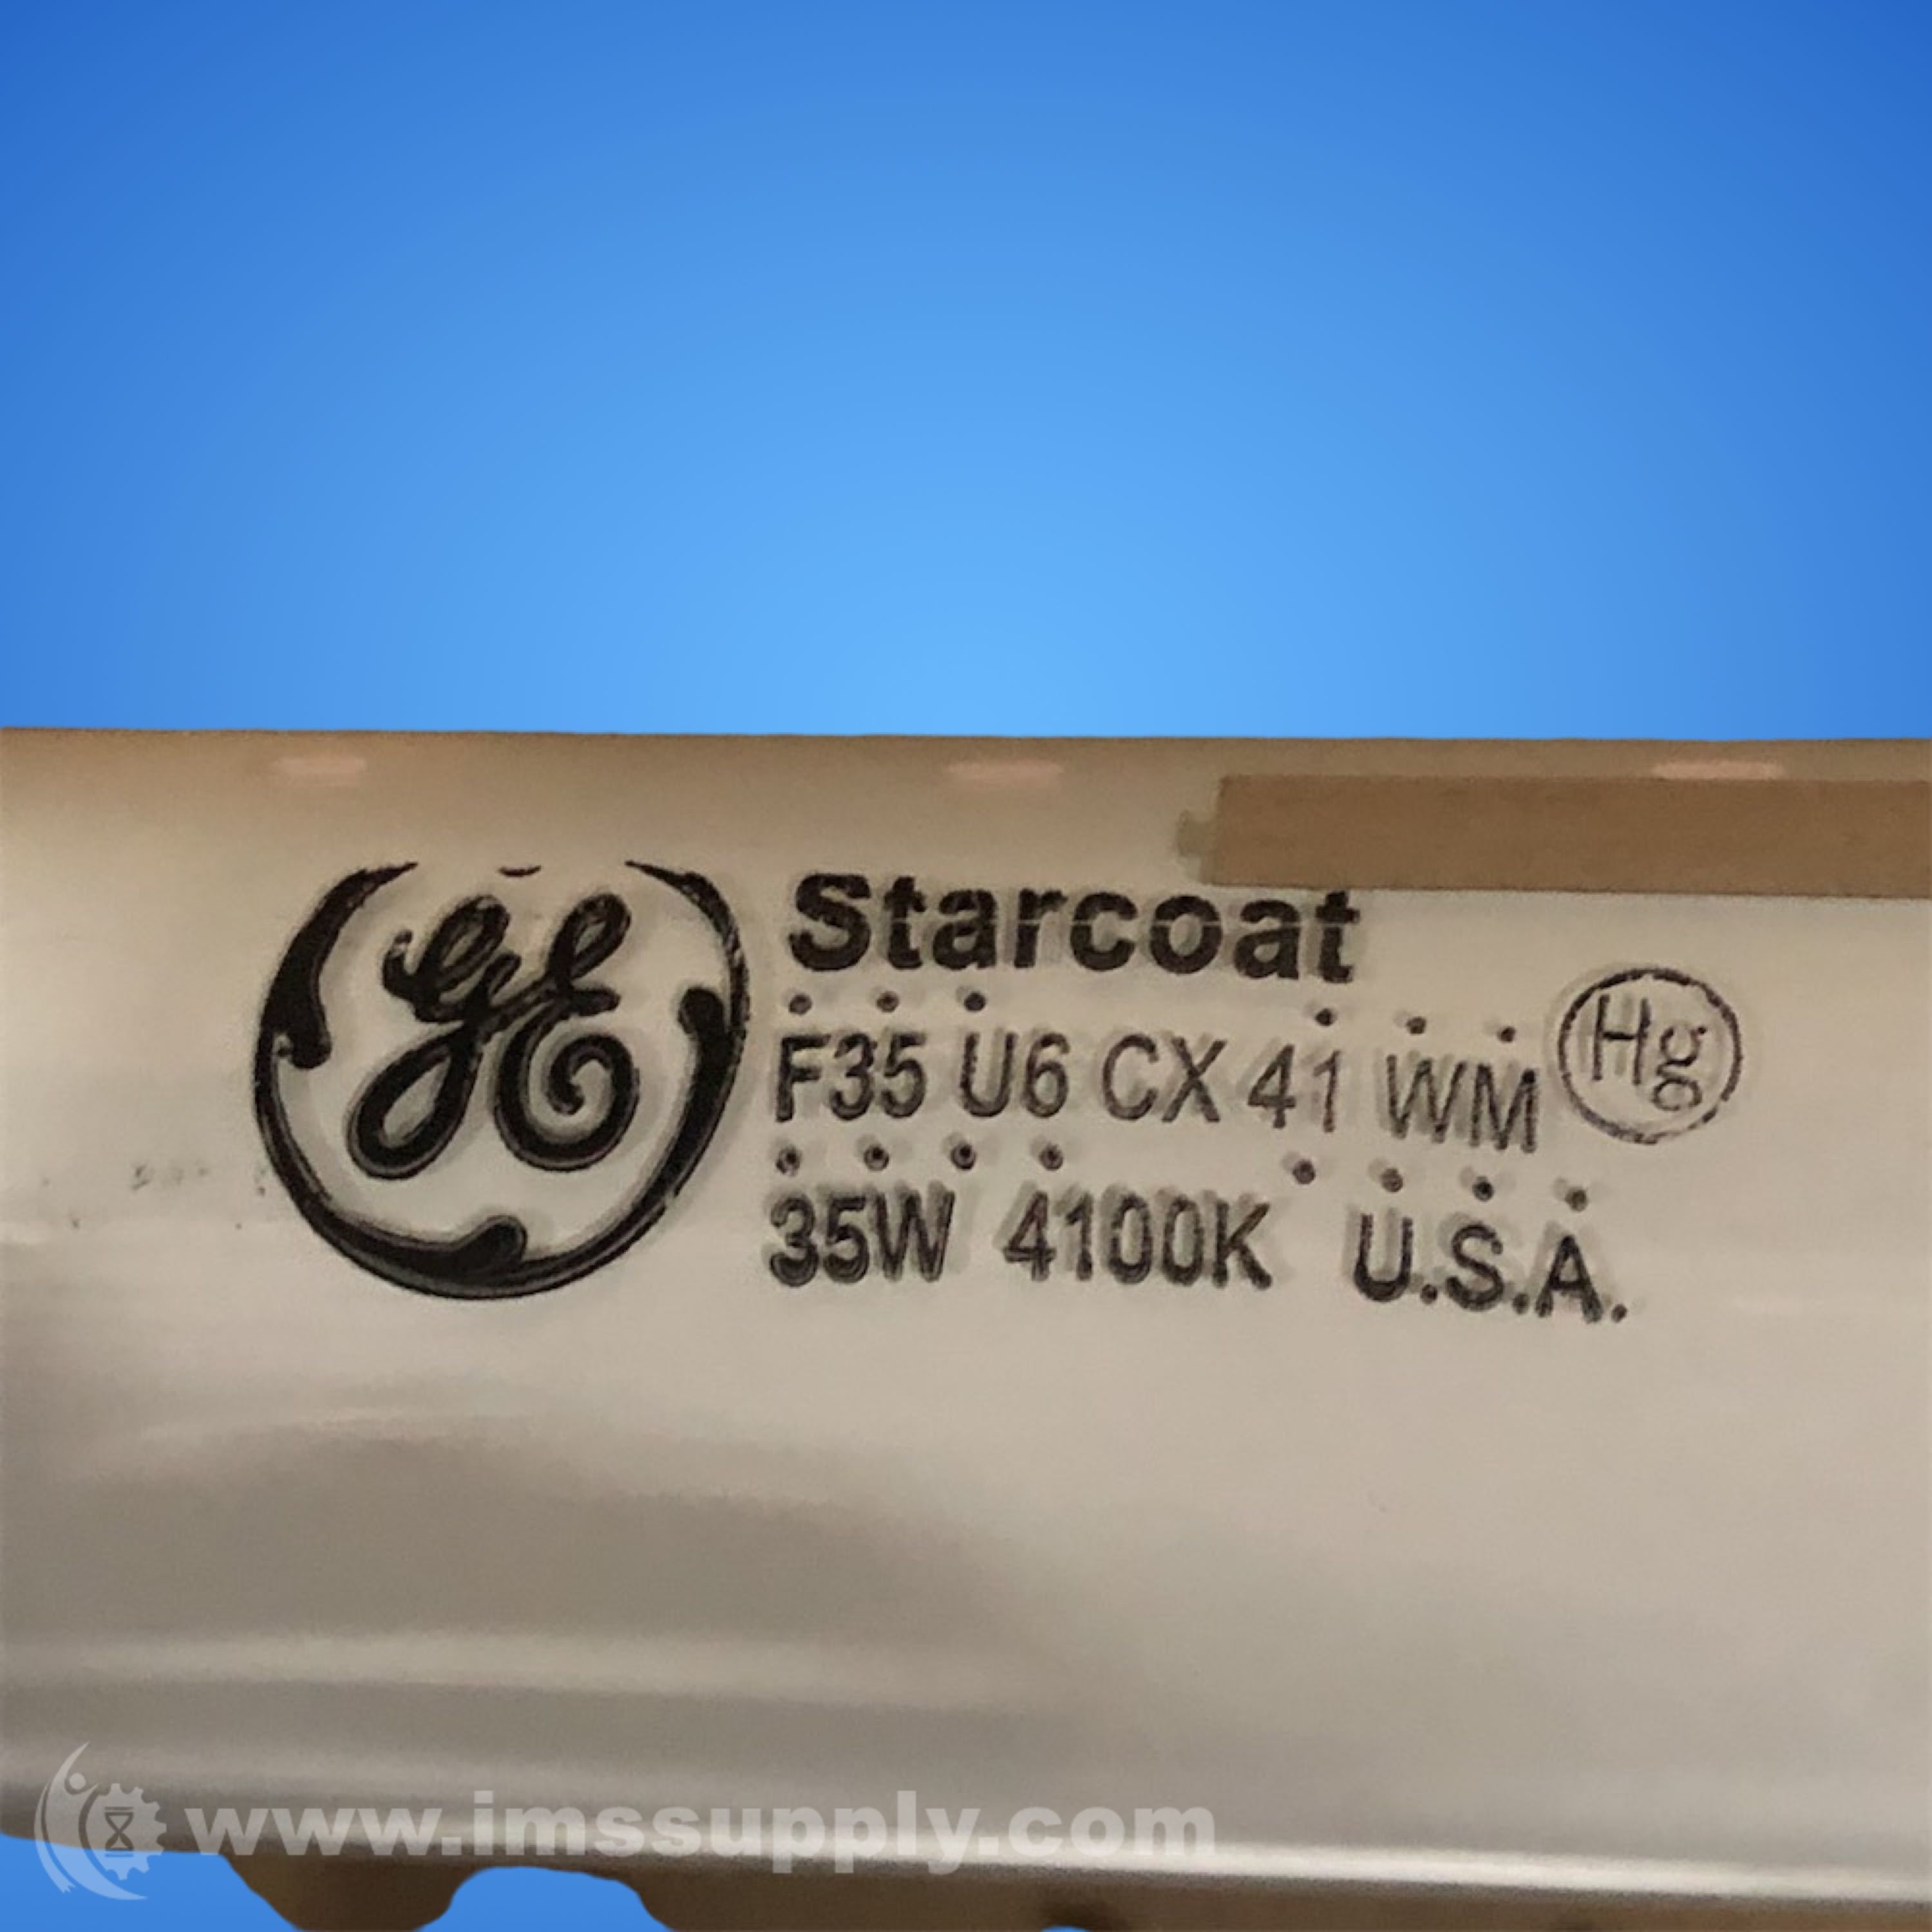 GE
Starcoat
F35 U6 CX 41 WM Hg
35W 4100K U.S.A.
www.imssupply.com